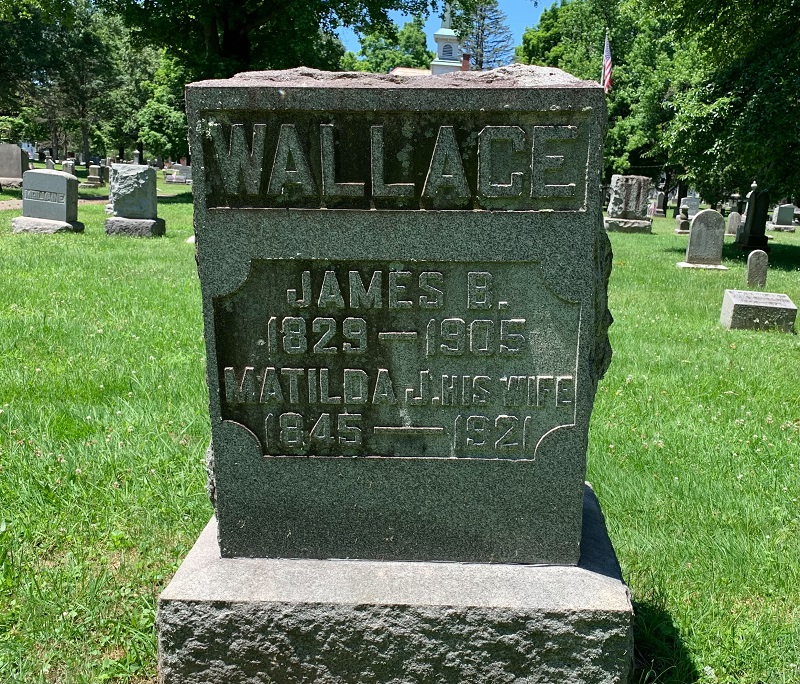 WALLACE
JAMES B.
1829 — 1905
MATILDA J. HIS WIFE
1845 — 1921